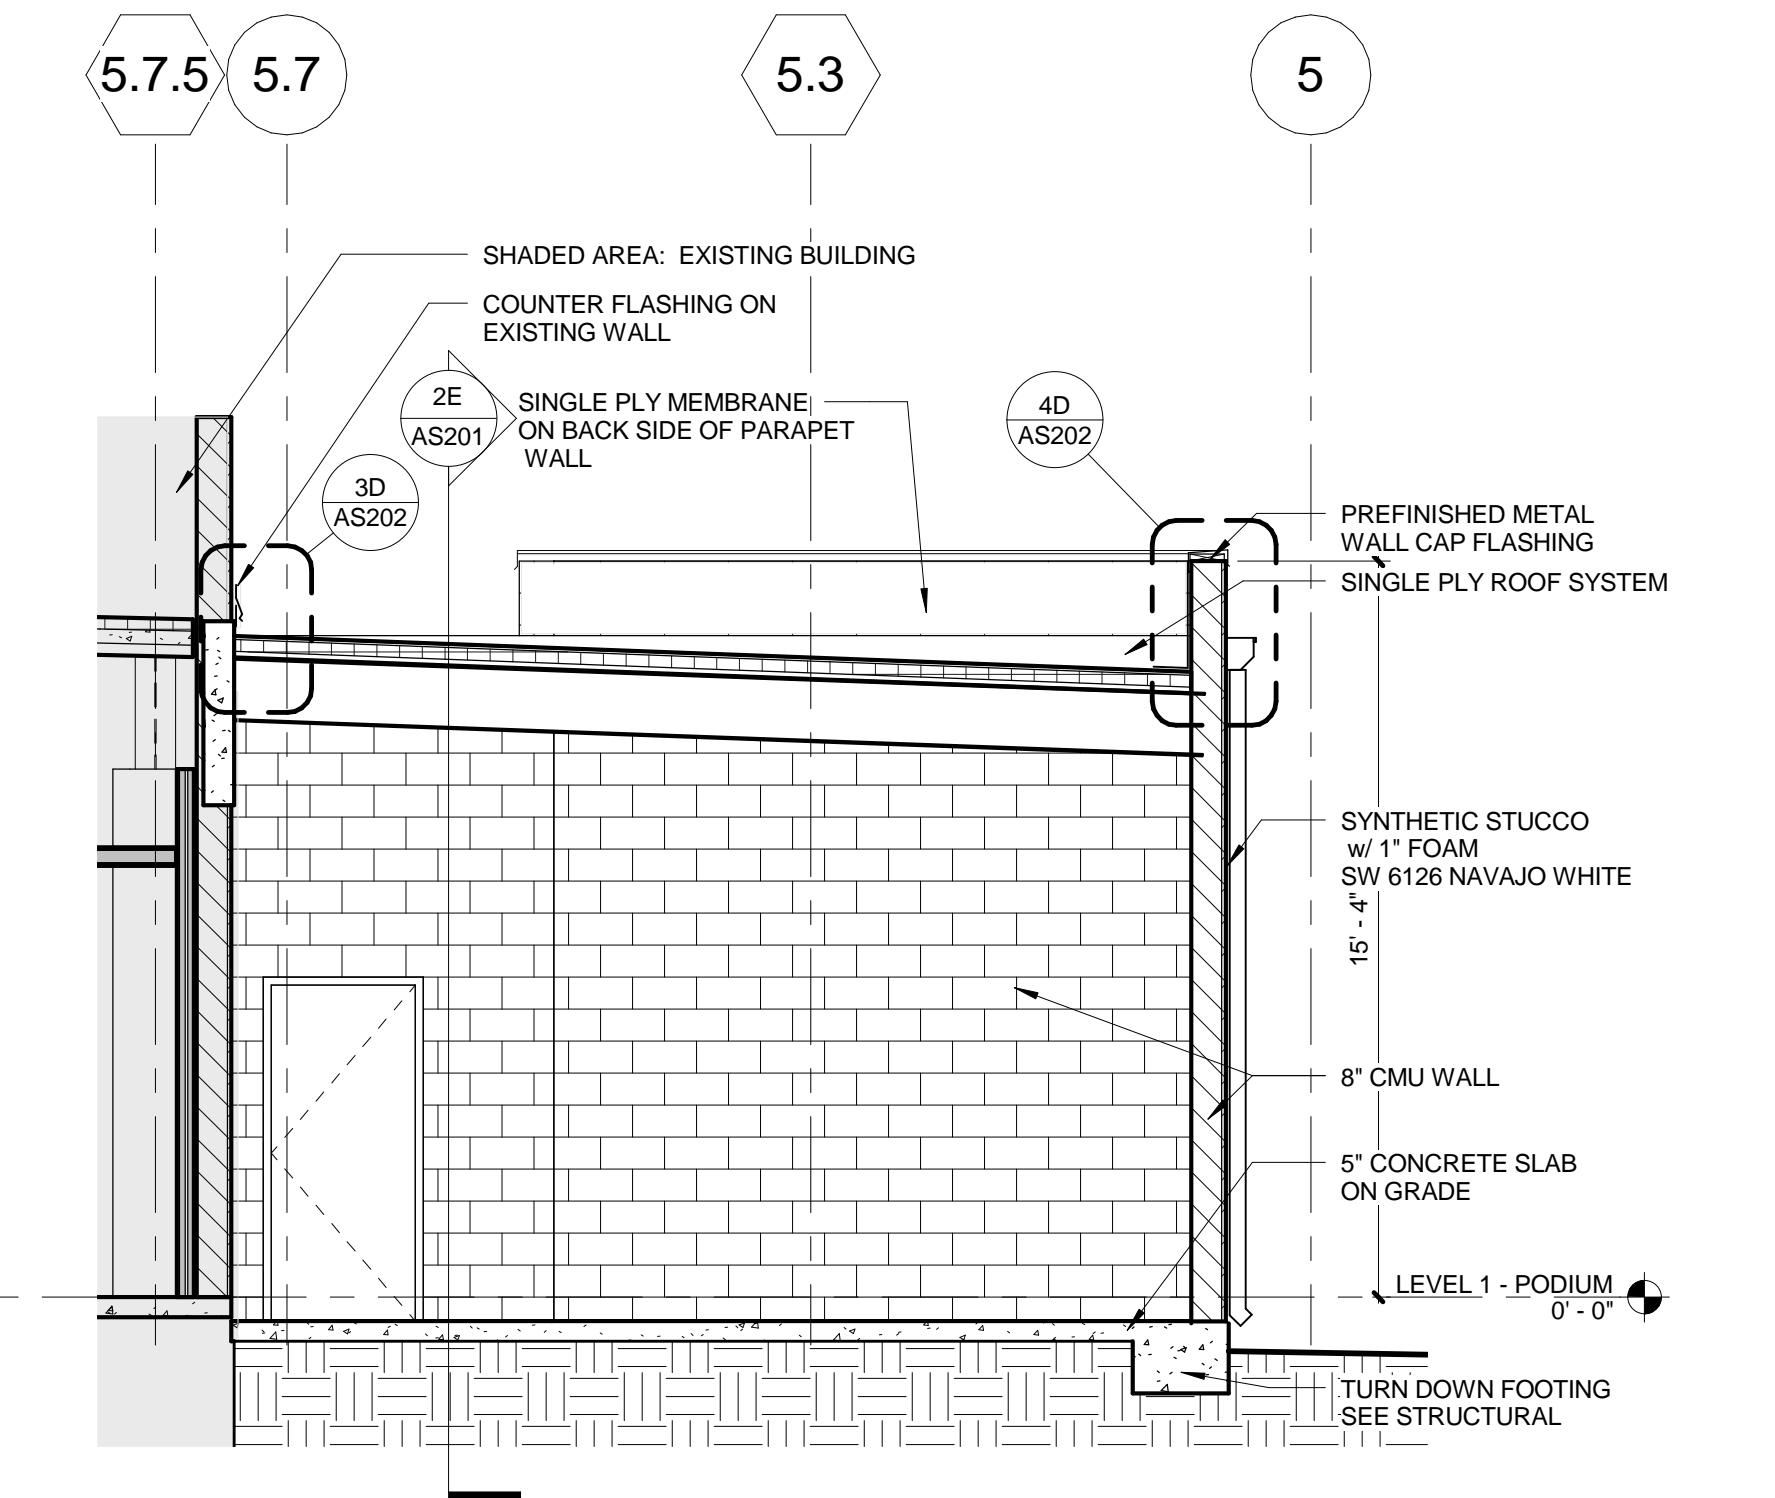 5.7.5
5.7
5.3
5
SHADED AREA: EXISTING BUILDING
COUNTER FLASHING ON
EXISTING WALL
2E
AS201
SINGLE PLY MEMBRANE
ON BACK SIDE OF PARAPET
WALL
4D
AS202
3D
AS202
PREFINISHED METAL
WALL CAP FLASHING
SINGLE PLY ROOF SYSTEM
SYNTHETIC STUCCO
w/ 1" FOAM
SW 6126 NAVAJO WHITE
15' - 4"
8" CMU WALL
5" CONCRETE SLAB
ON GRADE
LEVEL 1 - PODIUM
0' - 0"
TURN DOWN FOOTING
SEE STRUCTURAL